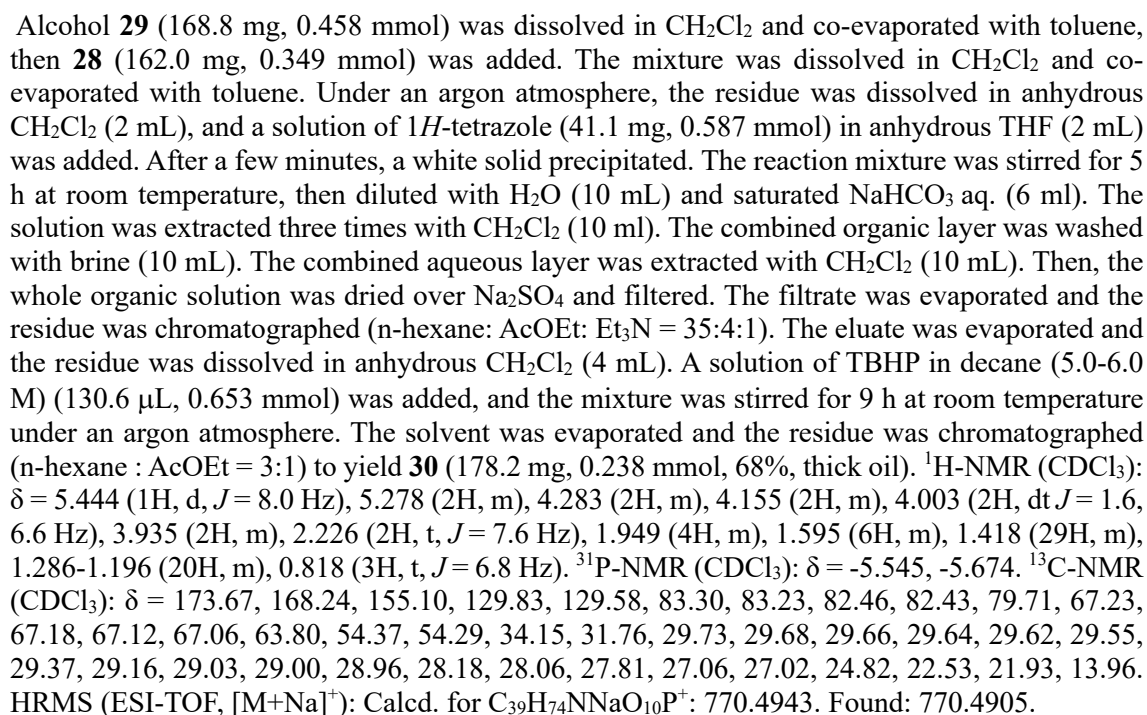 Alcohol 29 (168.8 mg, 0.458 mmol) was dissolved in CH₂Cl₂ and co-evaporated with toluene,
then 28 (162.0 mg, 0.349 mmol) was added. The mixture was dissolved in CH₂Cl₂ and co-
evaporated with toluene. Under an argon atmosphere, the residue was dissolved in anhydrous
CH₂Cl₂ (2 mL), and a solution of 1H-tetrazole (41.1 mg, 0.587 mmol) in anhydrous THF (2 mL)
was added. After a few minutes, a white solid precipitated. The reaction mixture was stirred for 5
h at room temperature, then diluted with H₂O (10 mL) and saturated NaHCO₃ aq. (6 ml). The
solution was extracted three times with CH₂Cl₂ (10 ml). The combined organic layer was washed
with brine (10 mL). The combined aqueous layer was extracted with CH₂Cl₂ (10 mL). Then, the
whole organic solution was dried over Na₂SO₄ and filtered. The filtrate was evaporated and the
residue was chromatographed (n-hexane: AcOEt: Et₃N = 35:4:1). The eluate was evaporated and
the residue was dissolved in anhydrous CH₂Cl₂ (4 mL). A solution of TBHP in decane (5.0-6.0
M) (130.6 μL, 0.653 mmol) was added, and the mixture was stirred for 9 h at room temperature
under an argon atmosphere. The solvent was evaporated and the residue was chromatographed
(n-hexane : AcOEt = 3:1) to yield 30 (178.2 mg, 0.238 mmol, 68%, thick oil). ¹H-NMR (CDCl₃):
δ = 5.444 (1H, d, J = 8.0 Hz), 5.278 (2H, m), 4.283 (2H, m), 4.155 (2H, m), 4.003 (2H, dt J = 1.6,
6.6 Hz), 3.935 (2H, m), 2.226 (2H, t, J = 7.6 Hz), 1.949 (4H, m), 1.595 (6H, m), 1.418 (29H, m),
1.286-1.196 (20H, m), 0.818 (3H, t, J = 6.8 Hz). ³¹P-NMR (CDCl₃): δ = -5.545, -5.674. ¹³C-NMR
(CDCl₃): δ = 173.67, 168.24, 155.10, 129.83, 129.58, 83.30, 83.23, 82.46, 82.43, 79.71, 67.23,
67.18, 67.12, 67.06, 63.80, 54.37, 54.29, 34.15, 31.76, 29.73, 29.68, 29.66, 29.64, 29.62, 29.55,
29.37, 29.16, 29.03, 29.00, 28.96, 28.18, 28.06, 27.81, 27.06, 27.02, 24.82, 22.53, 21.93, 13.96.
HRMS (ESI-TOF, [M+Na]⁺): Calcd. for C₃₉H₇₄NNaO₁₀P⁺: 770.4943. Found: 770.4905.